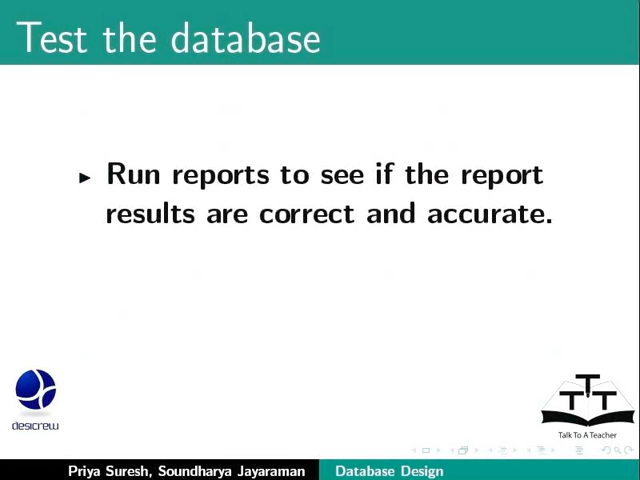 Test the database
Run reports to see if the report
results are correct and accurate.
desicrew
T T T
Talk To A Teacher
Priya Suresh, Soundharya Jayaraman Database Design